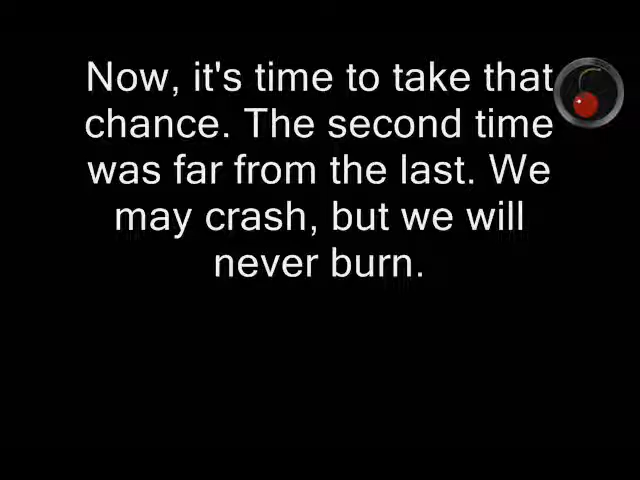 Now, it's time to take that
chance. The second time
was far from the last. We
may crash, but we will
never burn.